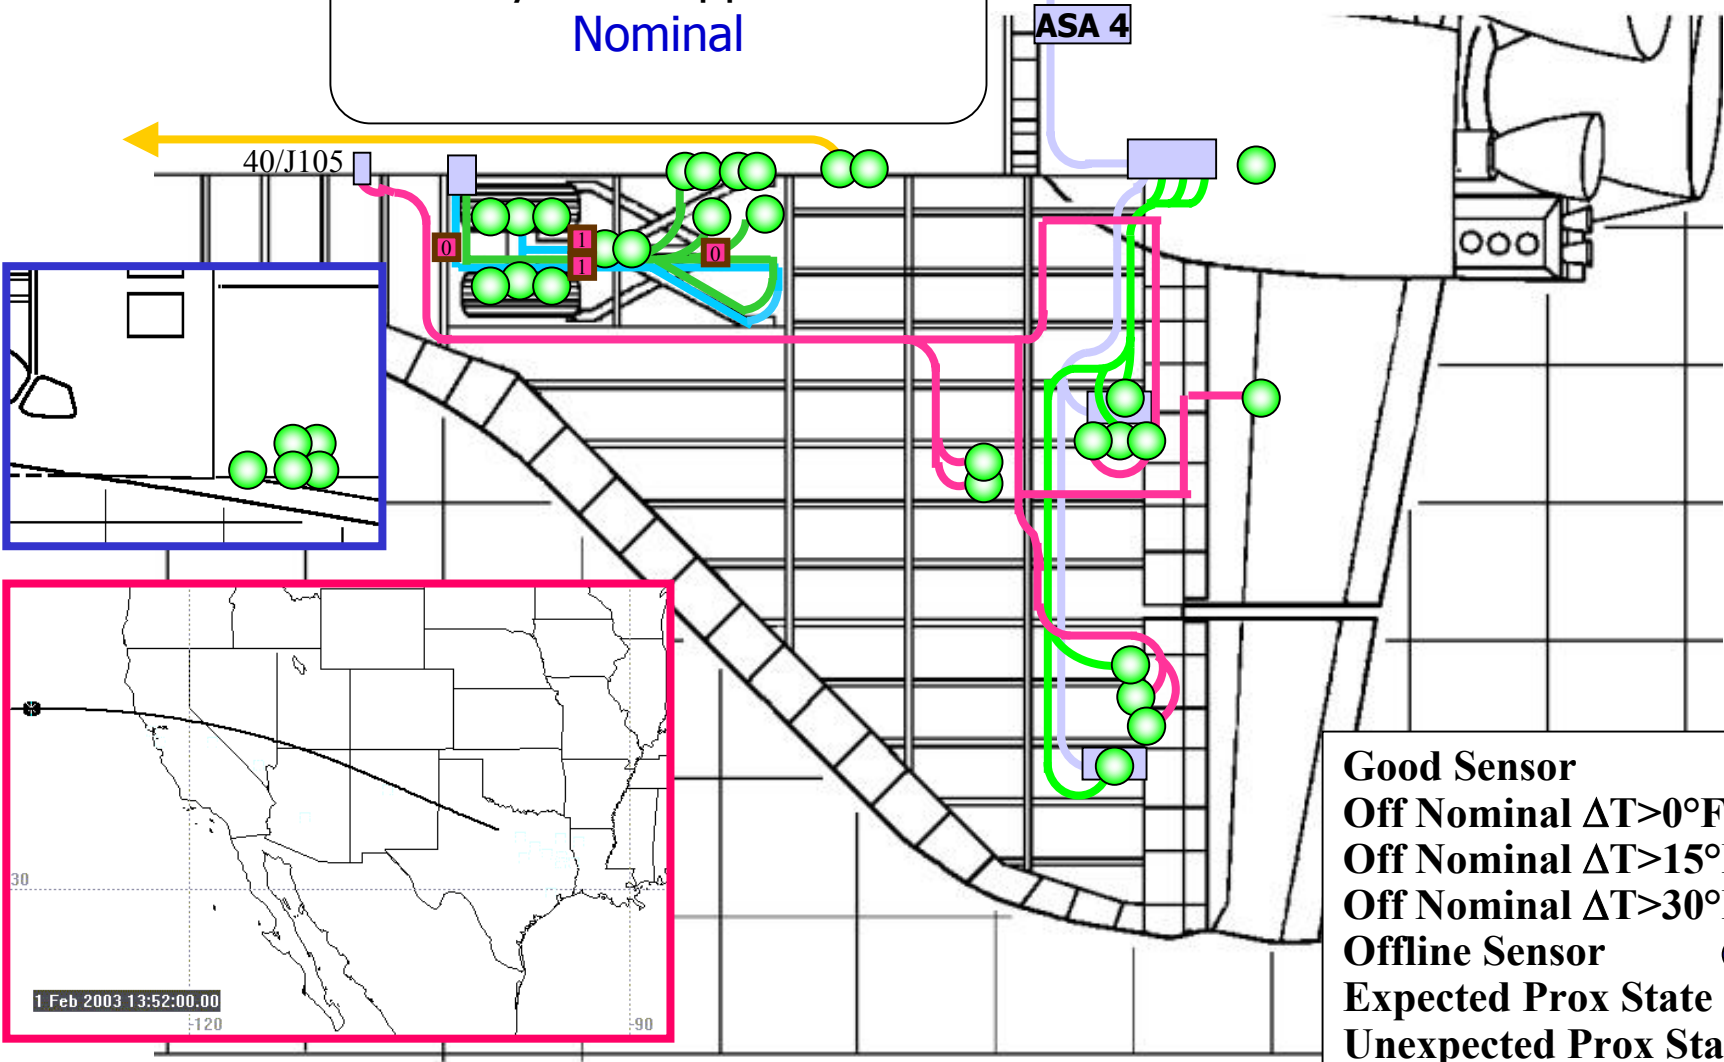 Nominal
ASA 4
40/J105
0
1
1
0
30
1 Feb 2003 13:52:00.00
-120
-90
Good Sensor
Off Nominal ΔT>0°F
Off Nominal ΔT>15°
Off Nominal ΔT>30°
Offline Sensor
Expected Prox State
Unexpected Prox Sta